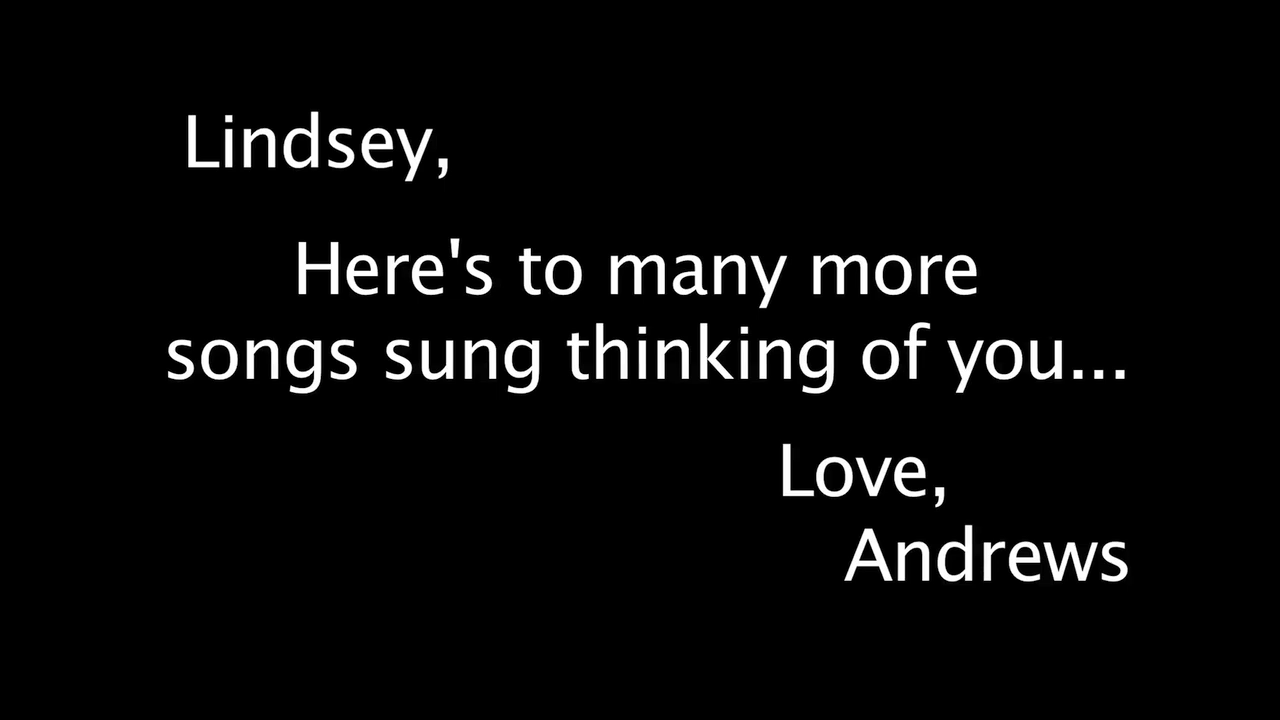 Lindsey,
Here's to many more
songs sung thinking of you...
Love,
Andrews